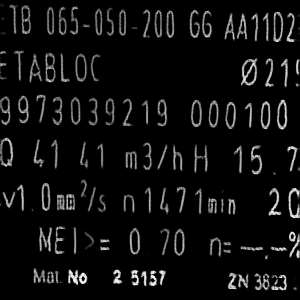 ETB 065-050-200 GG AA11D2
ETABLOC Ø219
9973039219 000100
Q 41 41 m3/h H 15.7
v1.0mm²/s n1471min 20
MEI>= 0.70 n=--.-%
Mat. No 2 5157 ZN 3823.